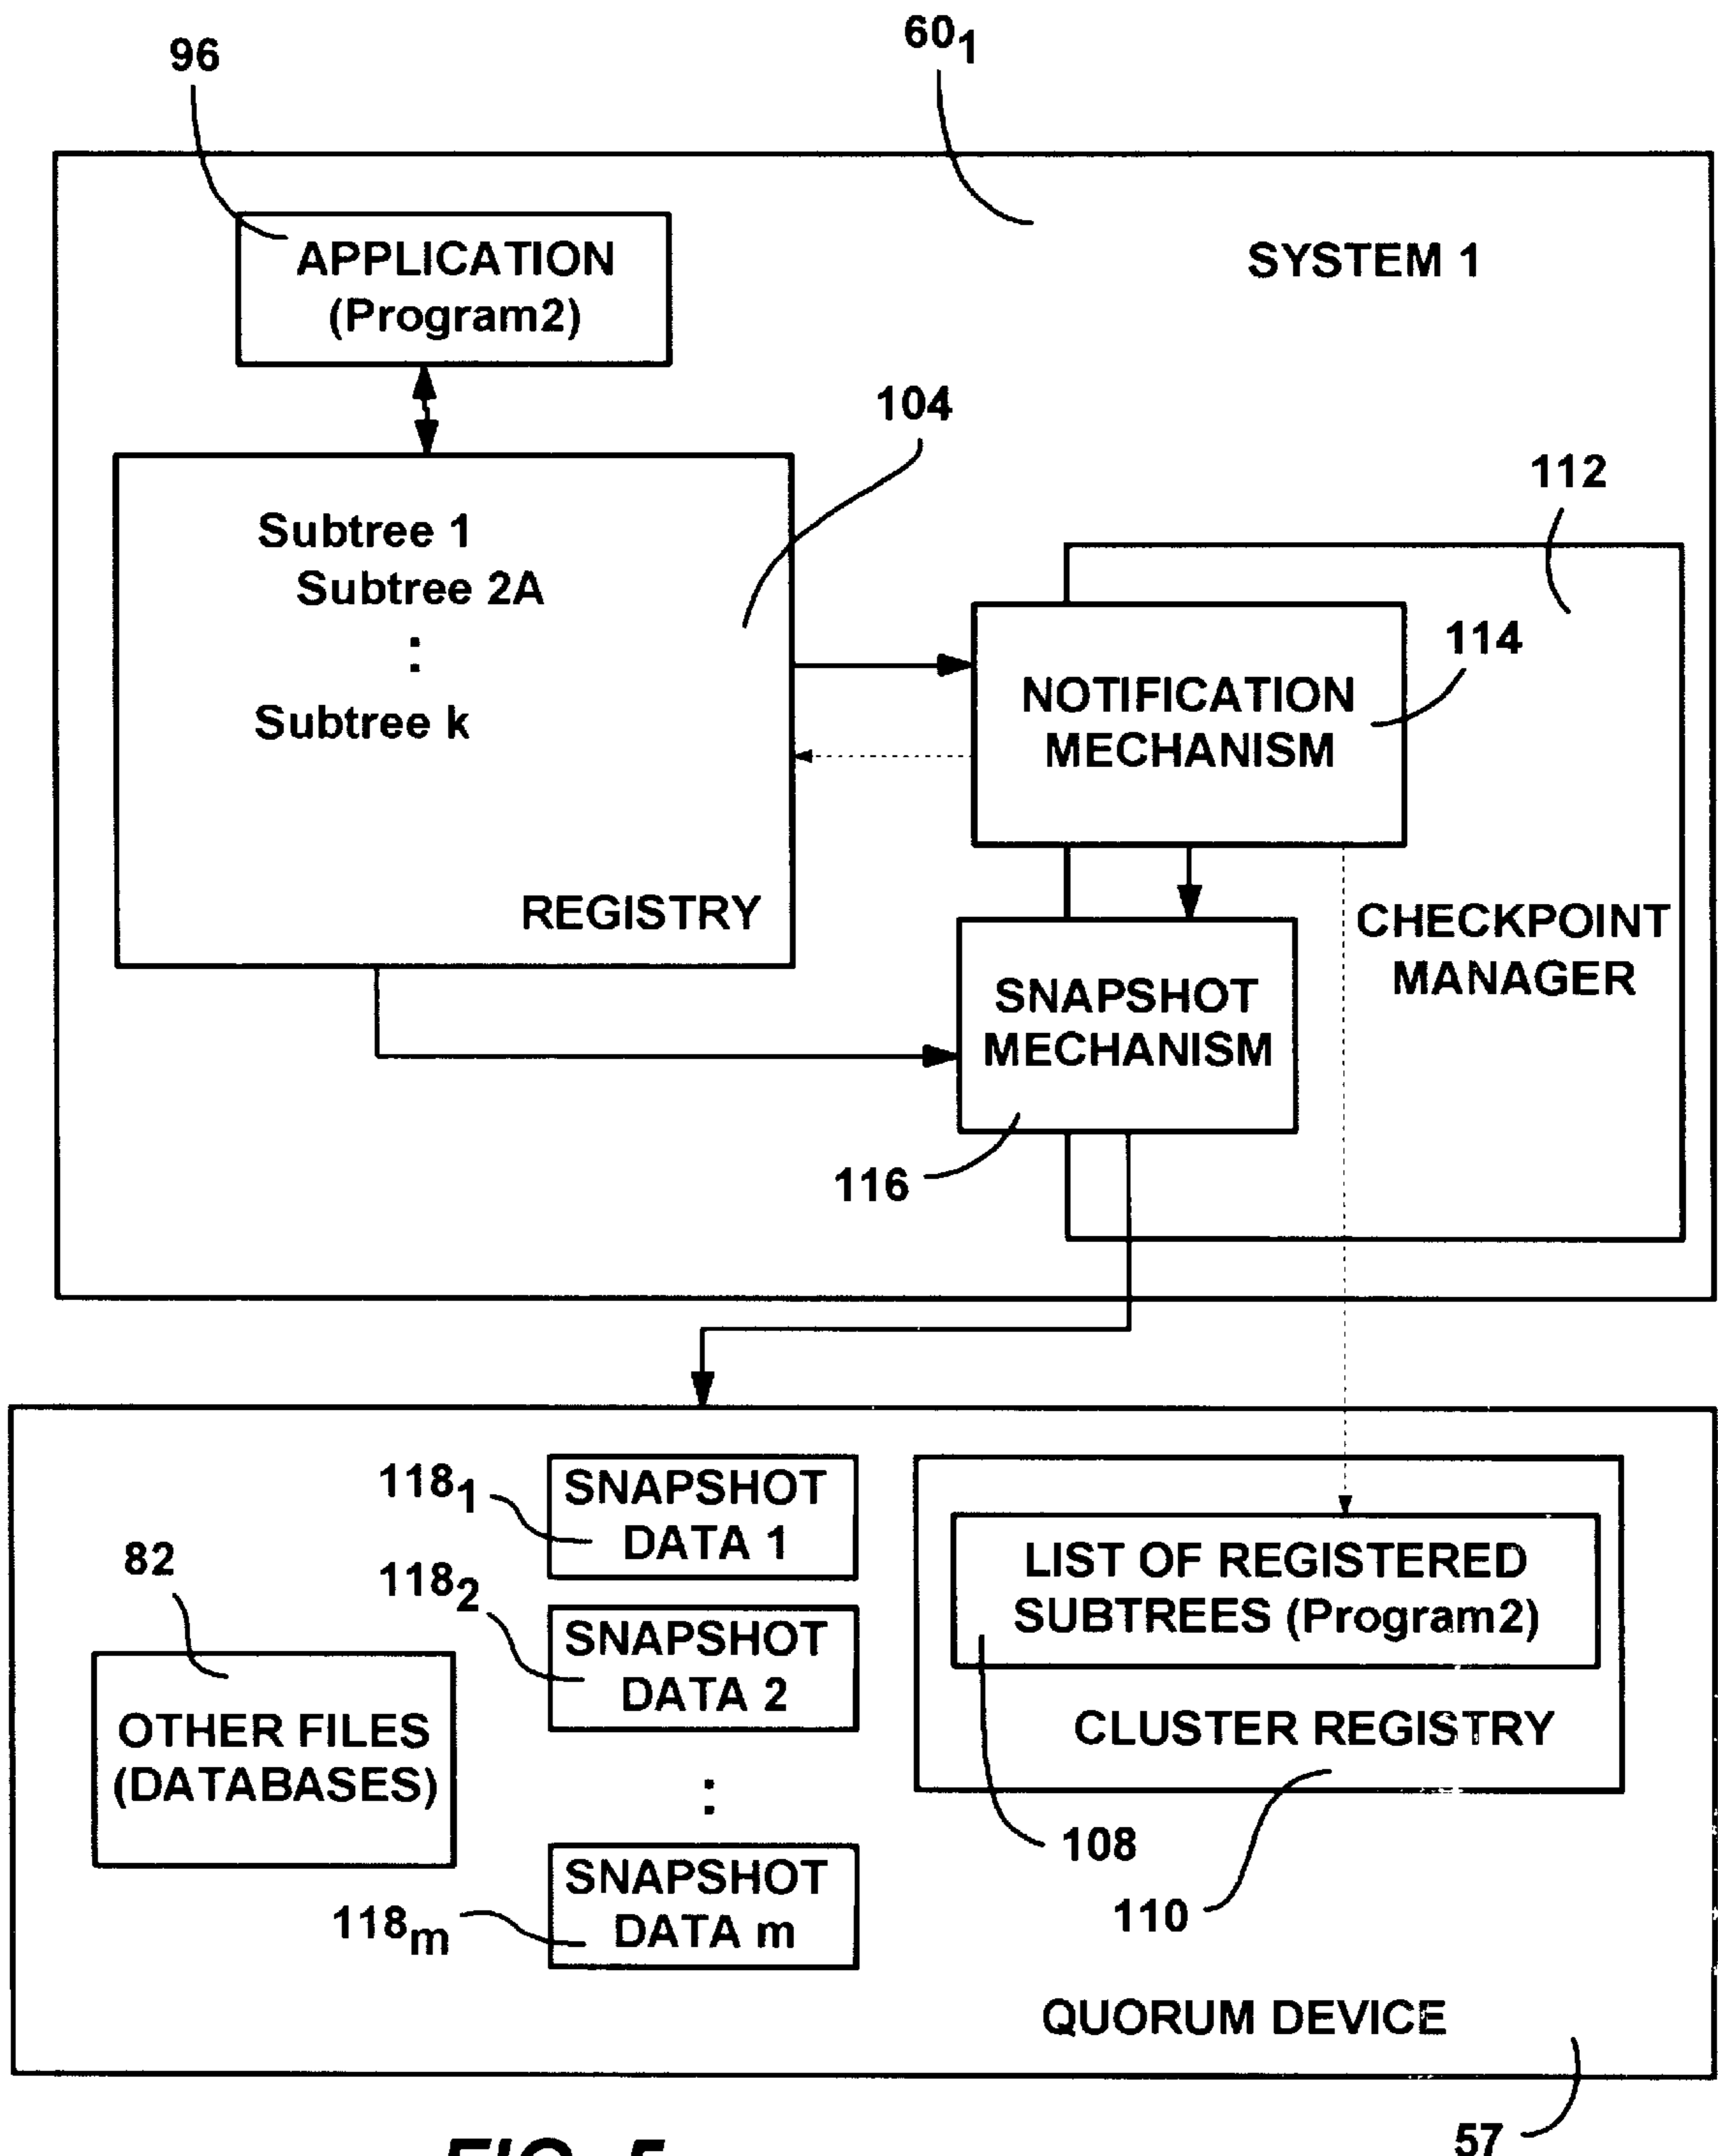 60₁
96
APPLICATION
(Program2)
SYSTEM 1
104
Subtree 1
Subtree 2A
:
Subtree k
REGISTRY
112
114
NOTIFICATION
MECHANISM
CHECKPOINT
MANAGER
SNAPSHOT
MECHANISM
116
118₁
SNAPSHOT
DATA 1
118₂
SNAPSHOT
DATA 2
:
118ₘ
SNAPSHOT
DATA m
82
OTHER FILES
(DATABASES)
LIST OF REGISTERED
SUBTREES (Program2)
CLUSTER REGISTRY
108
110
QUORUM DEVICE
57
FIG. 5